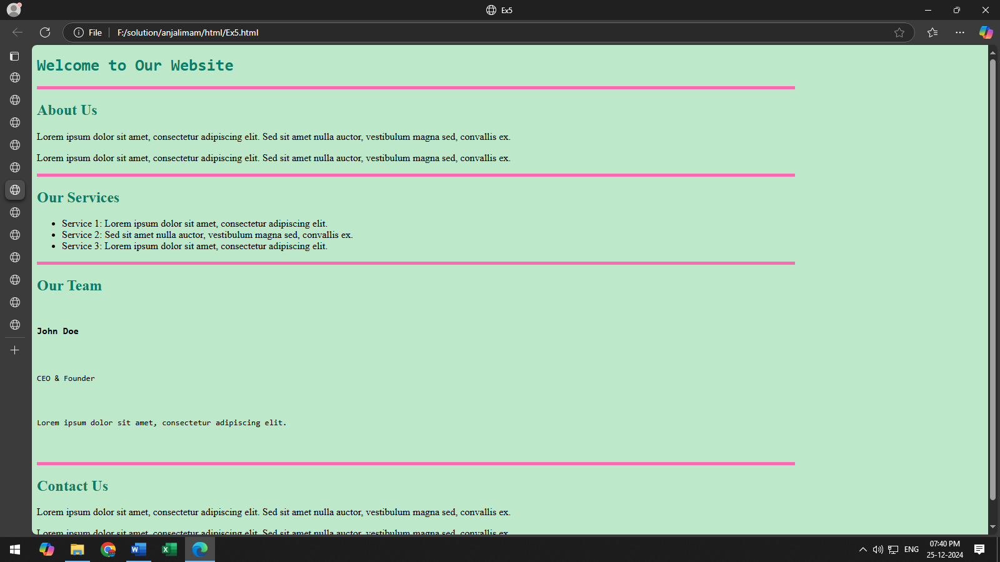 Ex5
File
F:/solution/anjalimam/html/Ex5.html
Welcome to Our Website
About Us
Lorem ipsum dolor sit amet, consectetur adipiscing elit. Sed sit amet nulla auctor, vestibulum magna sed, convallis ex.
Lorem ipsum dolor sit amet, consectetur adipiscing elit. Sed sit amet nulla auctor, vestibulum magna sed, convallis ex.
Our Services
• Service 1: Lorem ipsum dolor sit amet, consectetur adipiscing elit.
• Service 2: Sed sit amet nulla auctor, vestibulum magna sed, convallis ex.
• Service 3: Lorem ipsum dolor sit amet, consectetur adipiscing elit.
Our Team
John Doe
CEO & Founder
Lorem ipsum dolor sit amet, consectetur adipiscing elit.
Contact Us
Lorem ipsum dolor sit amet, consectetur adipiscing elit. Sed sit amet nulla auctor, vestibulum magna sed, convallis ex.
Lorem ipsum dolor sit amet, consectetur adipiscing elit. Sed sit amet nulla auctor, vestibulum magna sed, convallis ex.
ENG
07:40 PM
25-12-2024